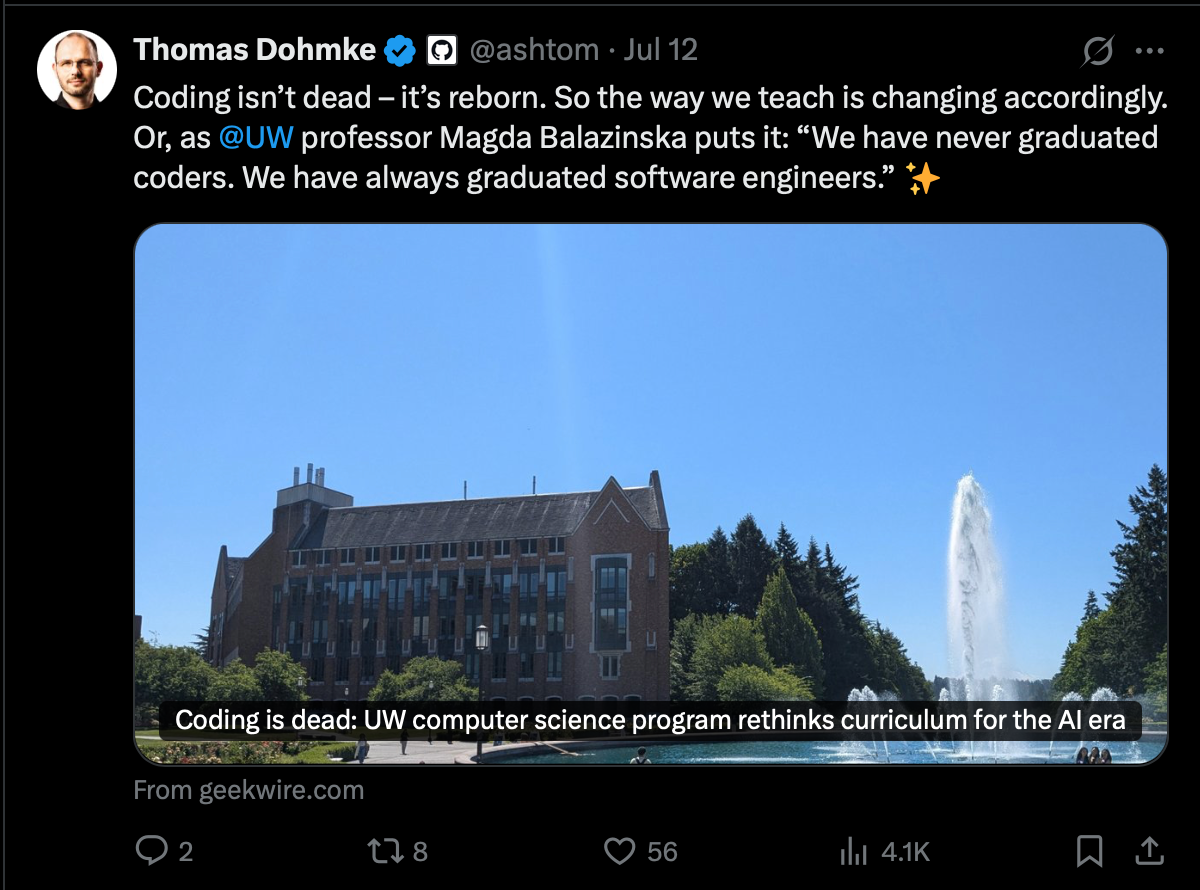 Thomas Dohmke @ashtom · Jul 12
Coding isn’t dead – it’s reborn. So the way we teach is changing accordingly.
Or, as @UW professor Magda Balazinska puts it: “We have never graduated
coders. We have always graduated software engineers.” ✨
Coding is dead: UW computer science program rethinks curriculum for the AI era
From geekwire.com
2 8 56 4.1K